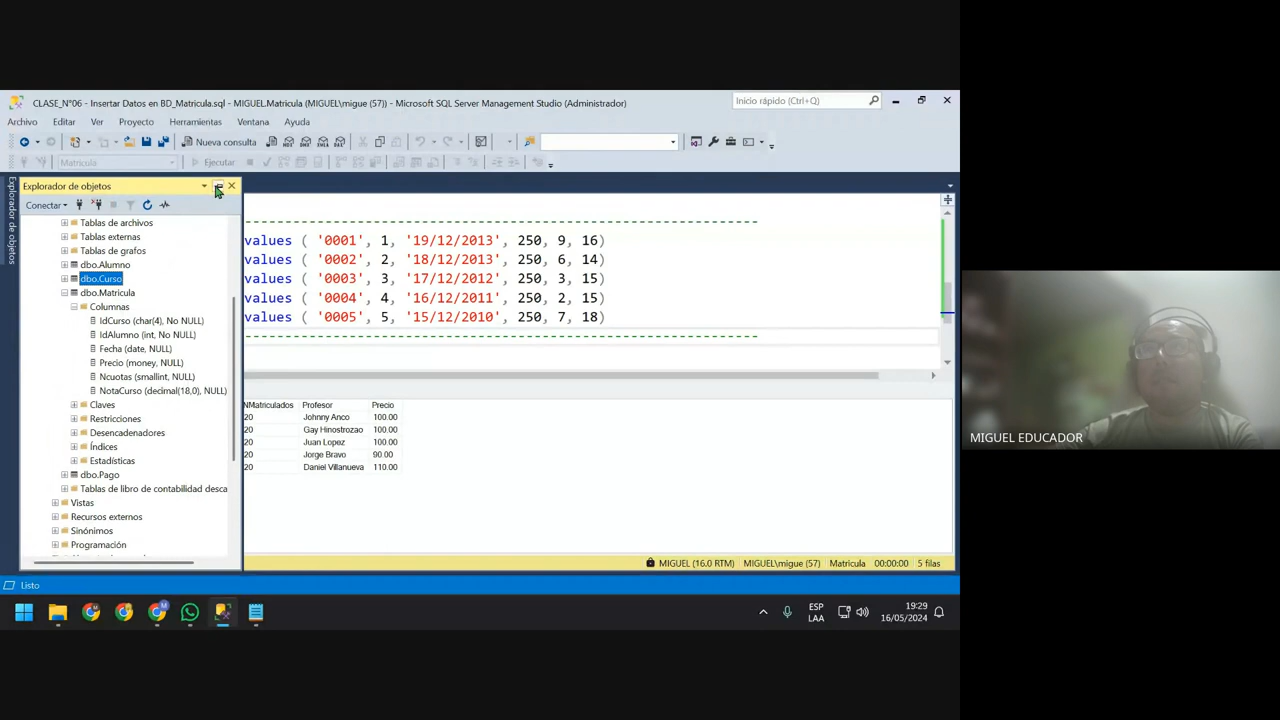 CLASE_N°06 - Insertar Datos en BD_Matricula.sql - MIGUEL.Matricula (MIGUEL\migue (57)) - Microsoft SQL Server Management Studio (Administrador)
Inicio rápido (Ctrl+Q)
Archivo Editar Ver Proyecto Herramientas Ventana Ayuda
Nueva consulta
Matricula
Ejecutar
Explorador de objetos
Explorador de objetos
Conectar
Tablas de archivos
Tablas externas
Tablas de grafos
dbo.Alumno
dbo.Curso
dbo.Matricula
Columnas
IdCurso (char(4), No NULL)
IdAlumno (int, No NULL)
Fecha (date, NULL)
Precio (money, NULL)
Ncuotas (smallint, NULL)
NotaCurso (decimal(18,0), NULL)
Claves
Restricciones
Desencadenadores
Índices
Estadísticas
dbo.Pago
Tablas de libro de contabilidad desca
Vistas
Recursos externos
Sinónimos
Programación
--------------------------------------------------------------
values ( '0001', 1, '19/12/2013', 250, 9, 16)
values ( '0002', 2, '18/12/2013', 250, 6, 14)
values ( '0003', 3, '17/12/2012', 250, 3, 15)
values ( '0004', 4, '16/12/2011', 250, 2, 15)
values ( '0005', 5, '15/12/2010', 250, 7, 18)
--------------------------------------------------------------
NMatriculados Profesor Precio
20 Johnny Anco 100.00
20 Gay Hinostrozao 100.00
20 Juan Lopez 100.00
20 Jorge Bravo 90.00
20 Daniel Villanueva 110.00
MIGUEL (16.0 RTM) MIGUEL\migue (57) Matricula 00:00:00 5 filas
Listo
ESP
LAA
19:29
16/05/2024
MIGUEL EDUCADOR